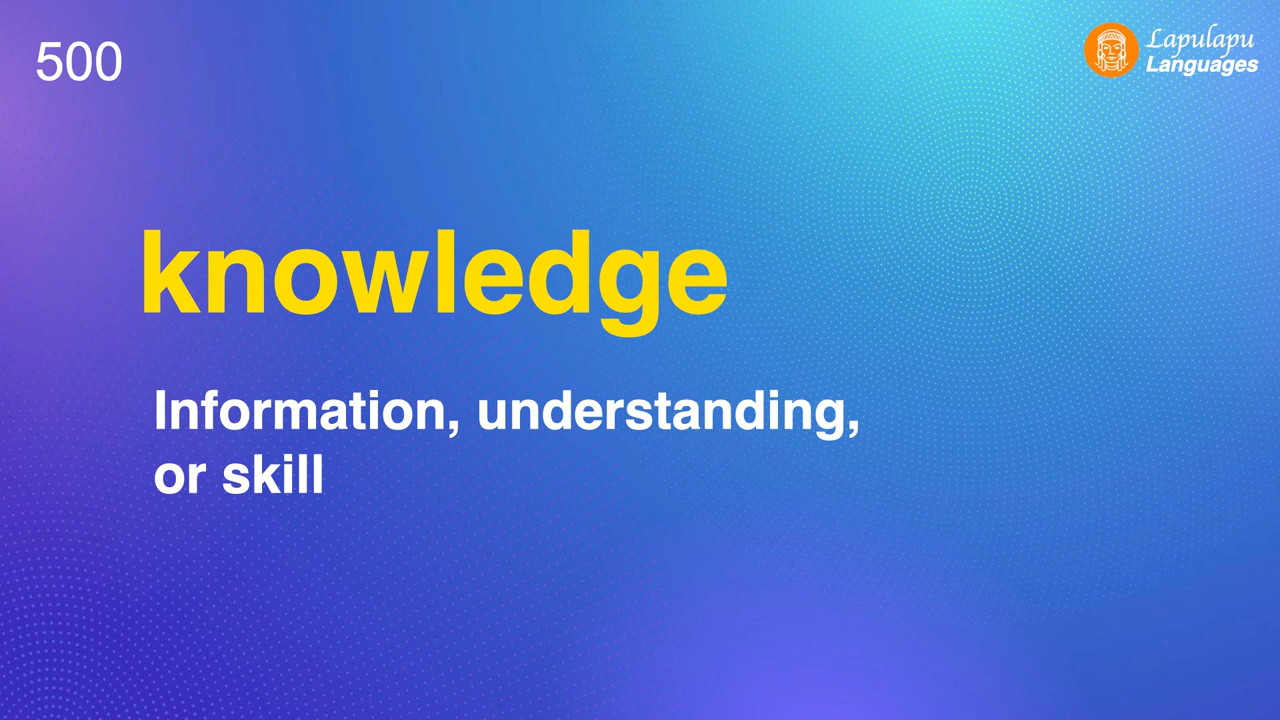 500
Lapulapu
Languages
knowledge
Information, understanding,
or skill